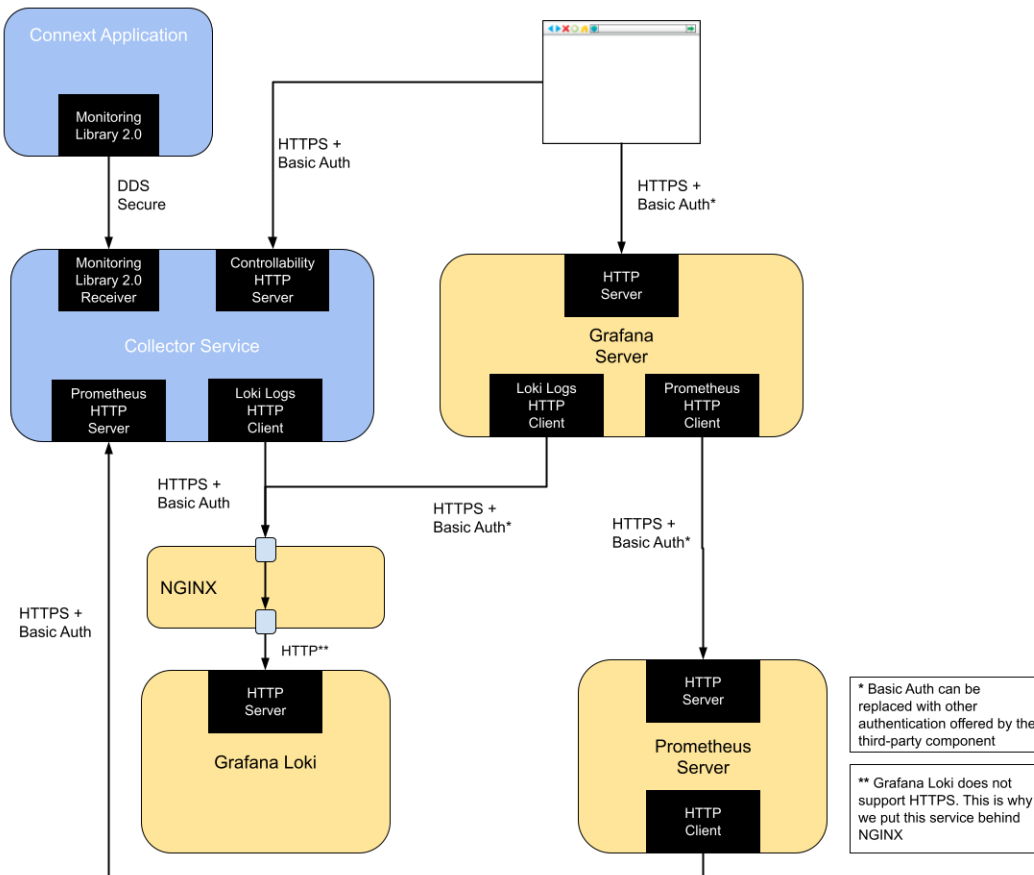 Connext Application
Monitoring
Library 2.0
HTTPS +
Basic Auth
DDS
Secure
HTTPS +
Basic Auth*
Monitoring
Library 2.0
Receiver
Controllability
HTTP
Server
HTTP
Server
Collector Service
Grafana
Server
Prometheus
HTTP
Server
Loki Logs
HTTP
Client
Loki Logs
HTTP
Client
Prometheus
HTTP
Client
HTTPS +
Basic Auth
HTTPS +
Basic Auth*
HTTPS +
Basic Auth*
NGINX
HTTPS +
Basic Auth
HTTP**
HTTP
Server
Grafana Loki
HTTP
Server
Prometheus
Server
HTTP
Client
* Basic Auth can be
replaced with other
authentication offered by the
third-party component
** Grafana Loki does not
support HTTPS. This is why
we put this service behind
NGINX